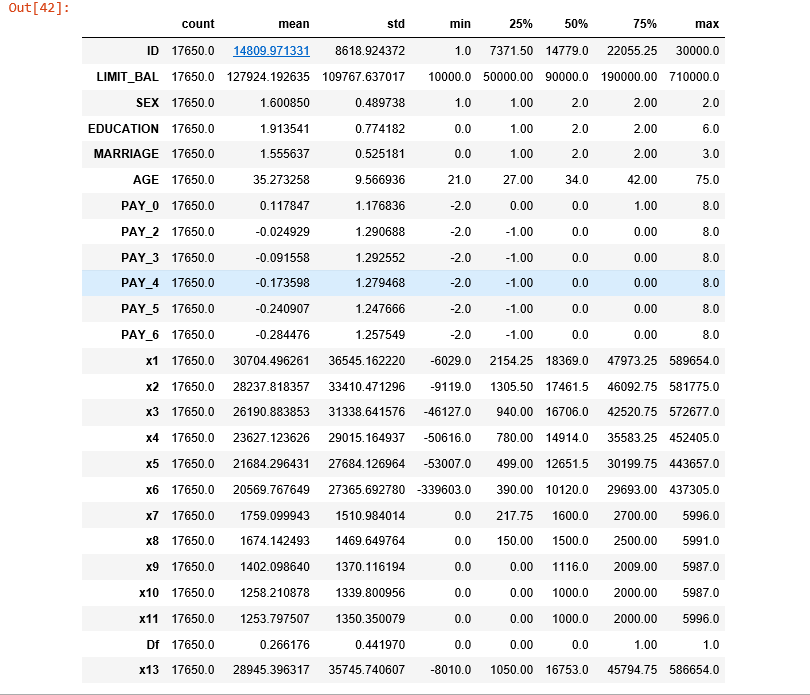 Out[42]:
count mean std min 25% 50% 75% max
ID 17650.0 14809.971331 8618.924372 1.0 7371.50 14779.0 22055.25 30000.0
LIMIT_BAL 17650.0 127924.192635 109767.637017 10000.0 50000.00 90000.0 190000.00 710000.0
SEX 17650.0 1.600850 0.489738 1.0 1.00 2.0 2.00 2.0
EDUCATION 17650.0 1.913541 0.774182 0.0 1.00 2.0 2.00 6.0
MARRIAGE 17650.0 1.555637 0.525181 0.0 1.00 2.0 2.00 3.0
AGE 17650.0 35.273258 9.566936 21.0 27.00 34.0 42.00 75.0
PAY_0 17650.0 0.117847 1.176836 -2.0 0.00 0.0 1.00 8.0
PAY_2 17650.0 -0.024929 1.290688 -2.0 -1.00 0.0 0.00 8.0
PAY_3 17650.0 -0.091558 1.292552 -2.0 -1.00 0.0 0.00 8.0
PAY_4 17650.0 -0.173598 1.279468 -2.0 -1.00 0.0 0.00 8.0
PAY_5 17650.0 -0.240907 1.247666 -2.0 -1.00 0.0 0.00 8.0
PAY_6 17650.0 -0.284476 1.257549 -2.0 -1.00 0.0 0.00 8.0
x1 17650.0 30704.496261 36545.162220 -6029.0 2154.25 18369.0 47973.25 589654.0
x2 17650.0 28237.818357 33410.471296 -9119.0 1305.50 17461.5 46092.75 581775.0
x3 17650.0 26190.883853 31338.641576 -46127.0 940.00 16706.0 42520.75 572677.0
x4 17650.0 23627.123626 29015.164937 -50616.0 780.00 14914.0 35583.25 452405.0
x5 17650.0 21684.296431 27684.126964 -53007.0 499.00 12651.5 30199.75 443657.0
x6 17650.0 20569.767649 27365.692780 -339603.0 390.00 10120.0 29693.00 437305.0
x7 17650.0 1759.099943 1510.984014 0.0 217.75 1600.0 2700.00 5996.0
x8 17650.0 1674.142493 1469.649764 0.0 150.00 1500.0 2500.00 5991.0
x9 17650.0 1402.098640 1370.116194 0.0 0.00 1116.0 2009.00 5987.0
x10 17650.0 1258.210878 1339.800956 0.0 0.00 1000.0 2000.00 5987.0
x11 17650.0 1253.797507 1350.350079 0.0 0.00 1000.0 2000.00 5996.0
Df 17650.0 0.266176 0.441970 0.0 0.00 0.0 1.00 1.0
x13 17650.0 28945.396317 35745.740607 -8010.0 1050.00 16753.0 45794.75 586654.0